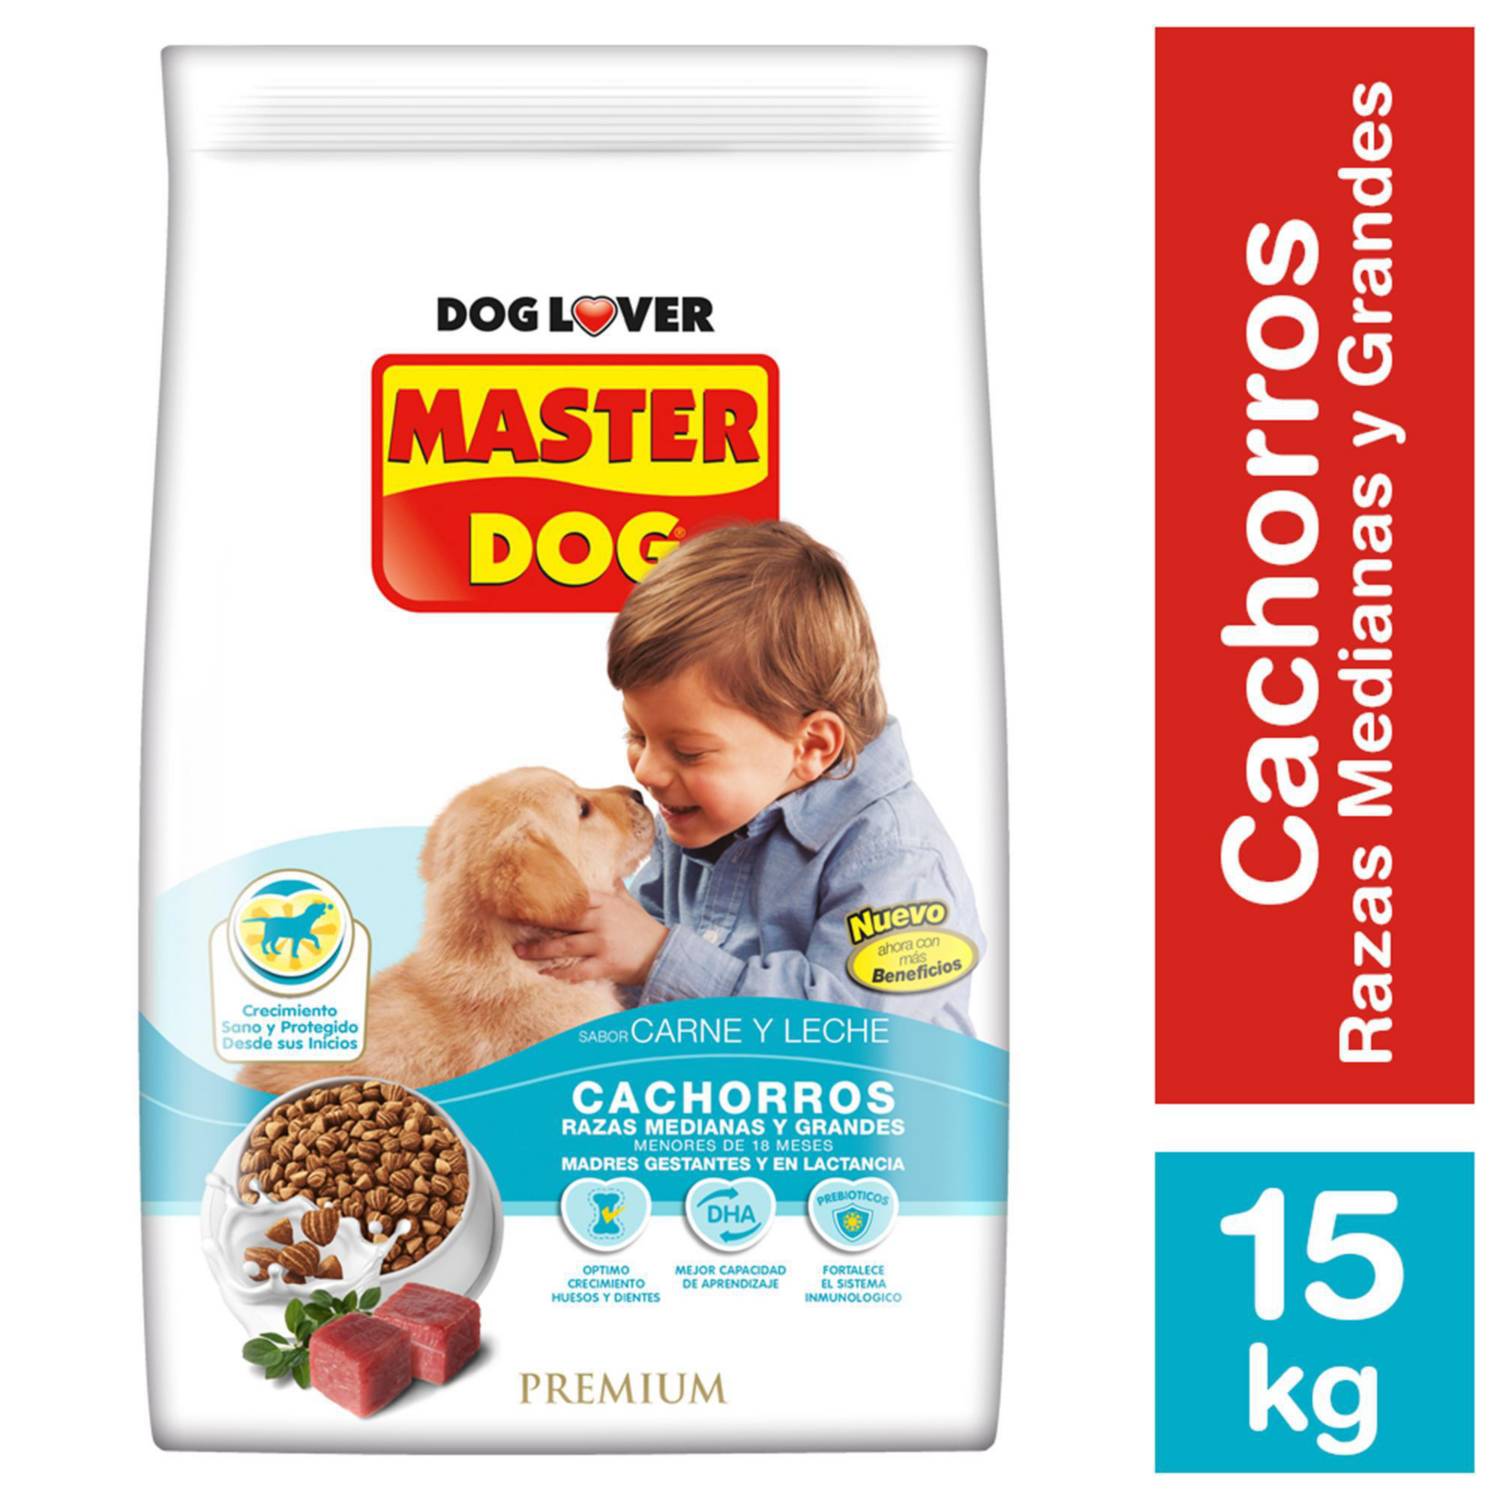 DOG LOVER
MASTER
DOG
Nuevo
ahora con
más
Beneficios
Crecimiento
Sano y Protegido
Desde sus Inicios
SABOR CARNE Y LECHE
CACHORROS
RAZAS MEDIANAS Y GRANDES
MENORES DE 18 MESES
MADRES GESTANTES Y EN LACTANCIA
DHA
PREBIOTICOS
OPTIMO
CRECIMIENTO
HUESOS Y DIENTES
MEJOR CAPACIDAD
DE APRENDIZAJE
FORTALECE
EL SISTEMA
INMUNOLOGICO
PREMIUM
Cachorros
Razas Medianas y Grandes
15
kg